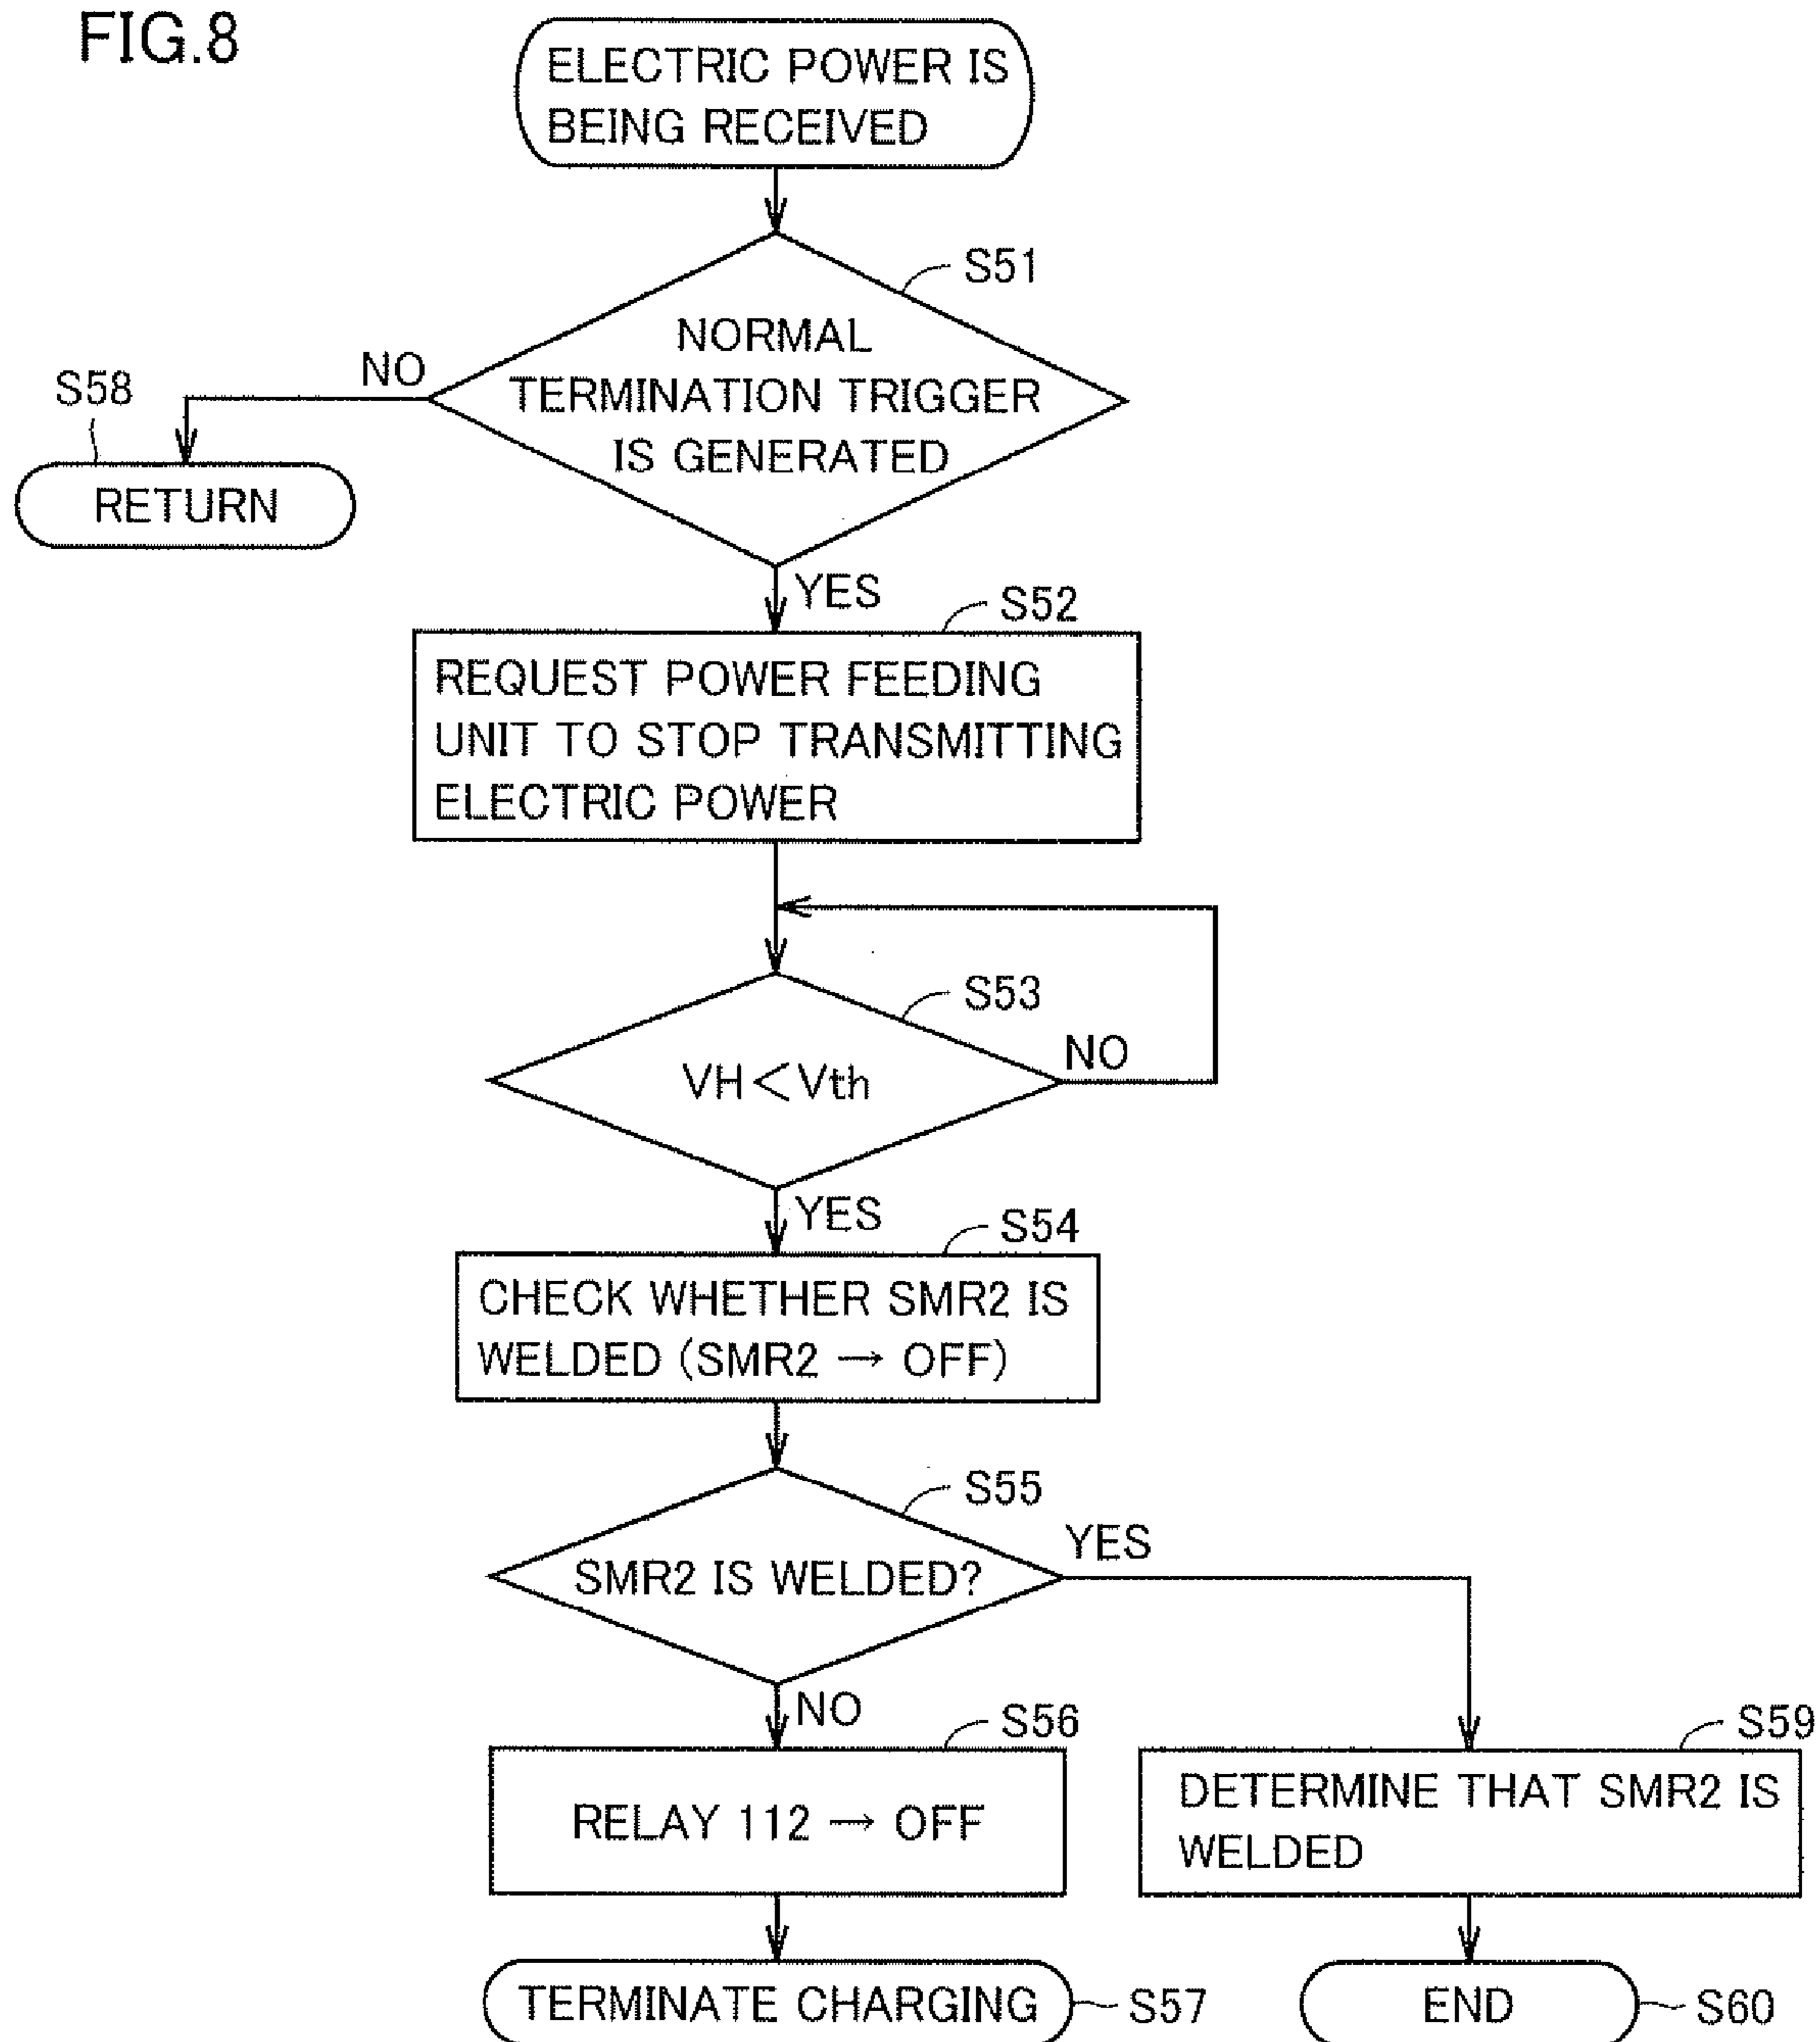 FIG.8
ELECTRIC POWER IS
BEING RECEIVED
S51
NORMAL
TERMINATION TRIGGER
IS GENERATED
NO
S58
RETURN
YES
S52
REQUEST POWER FEEDING
UNIT TO STOP TRANSMITTING
ELECTRIC POWER
S53
VH<Vth
NO
YES
S54
CHECK WHETHER SMR2 IS
WELDED (SMR2 → OFF)
S55
SMR2 IS WELDED?
YES
NO
S56
RELAY 112 → OFF
S59
DETERMINE THAT SMR2 IS
WELDED
TERMINATE CHARGING
S57
END
S60